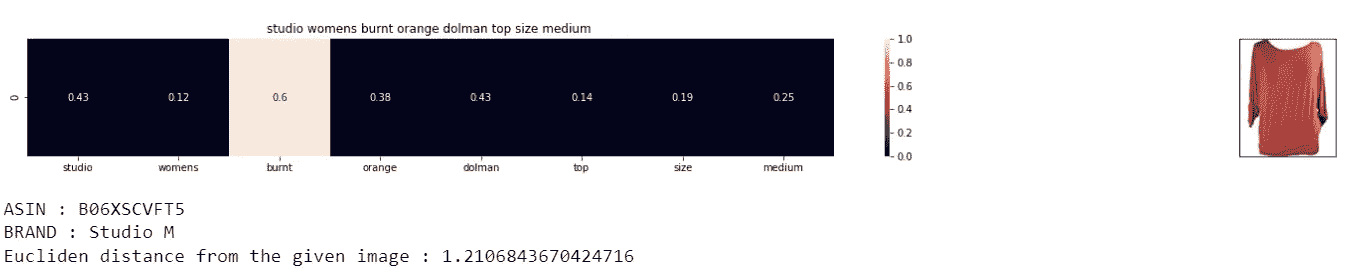 studio womens burnt orange dolman top size medium
0
0.43 0.12 0.6 0.38 0.43 0.14 0.19 0.25
studio womens burnt orange dolman top size medium
1.0
0.8
0.6
0.4
0.2
0.0
ASIN : B06XSCVFT5
BRAND : Studio M
Eucliden distance from the given image : 1.2106843670424716